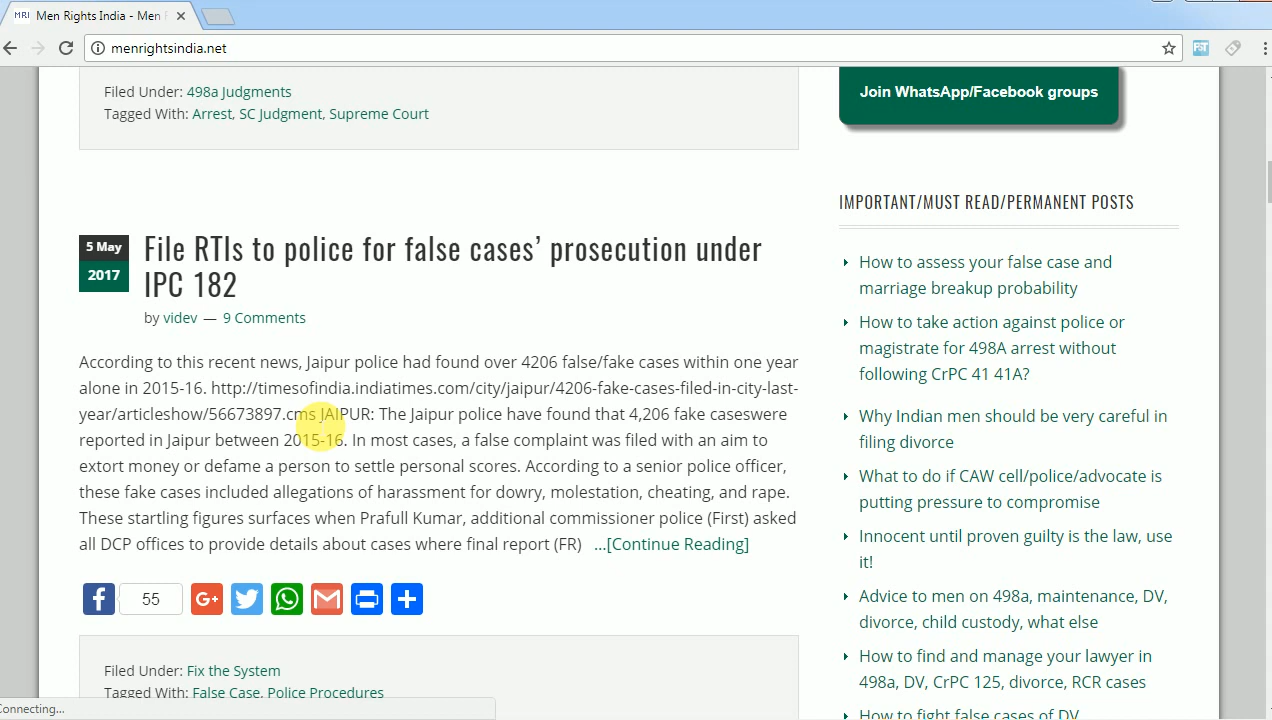 MRI Men Rights India - Men
menrightsindia.net
Filed Under: 498a Judgments
Tagged With: Arrest, SC Judgment, Supreme Court
5 May
2017
File RTIs to police for false cases’ prosecution under
IPC 182
by videv — 9 Comments
According to this recent news, Jaipur police had found over 4206 false/fake cases within one year
alone in 2015-16. http://timesofindia.indiatimes.com/city/jaipur/4206-fake-cases-filed-in-city-last-
year/articleshow/56673897.cms JAIPUR: The Jaipur police have found that 4,206 fake caseswere
reported in Jaipur between 2015-16. In most cases, a false complaint was filed with an aim to
extort money or defame a person to settle personal scores. According to a senior police officer,
these fake cases included allegations of harassment for dowry, molestation, cheating, and rape.
These startling figures surfaces when Prafull Kumar, additional commissioner police (First) asked
all DCP offices to provide details about cases where final report (FR) ...[Continue Reading]
55
Filed Under: Fix the System
Tagged With: False Case, Police Procedures
Connecting...
Join WhatsApp/Facebook groups
IMPORTANT/MUST READ/PERMANENT POSTS
How to assess your false case and
marriage breakup probability
How to take action against police or
magistrate for 498A arrest without
following CrPC 41 41A?
Why Indian men should be very careful in
filing divorce
What to do if CAW cell/police/advocate is
putting pressure to compromise
Innocent until proven guilty is the law, use
it!
Advice to men on 498a, maintenance, DV,
divorce, child custody, what else
How to find and manage your lawyer in
498a, DV, CrPC 125, divorce, RCR cases
How to fight false cases of DV